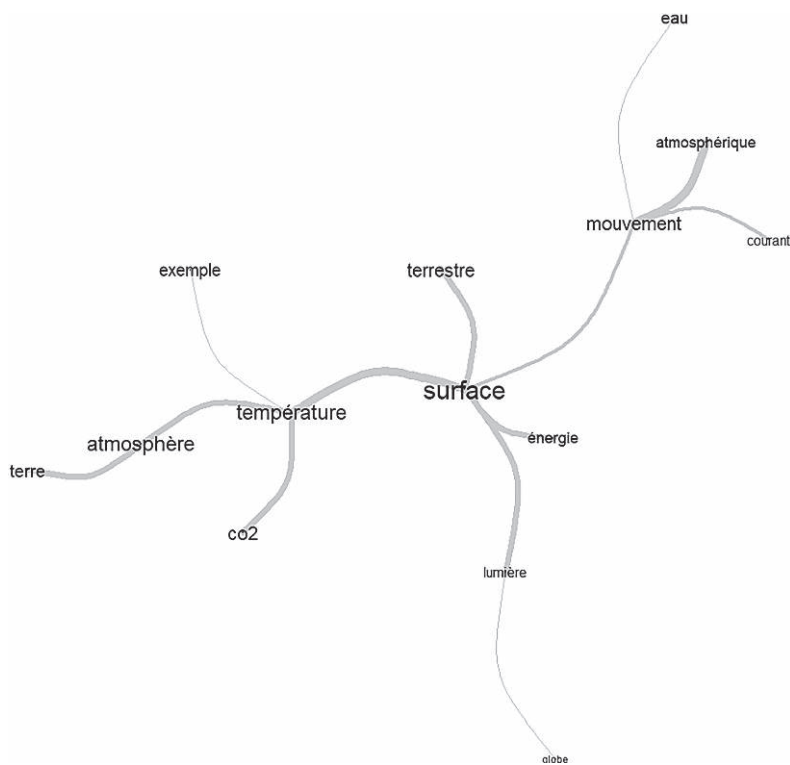 eau
atmosphérique
mouvement
courant
exemple
terrestre
surface
température
énergie
atmosphère
terre
co2
lumière
globe